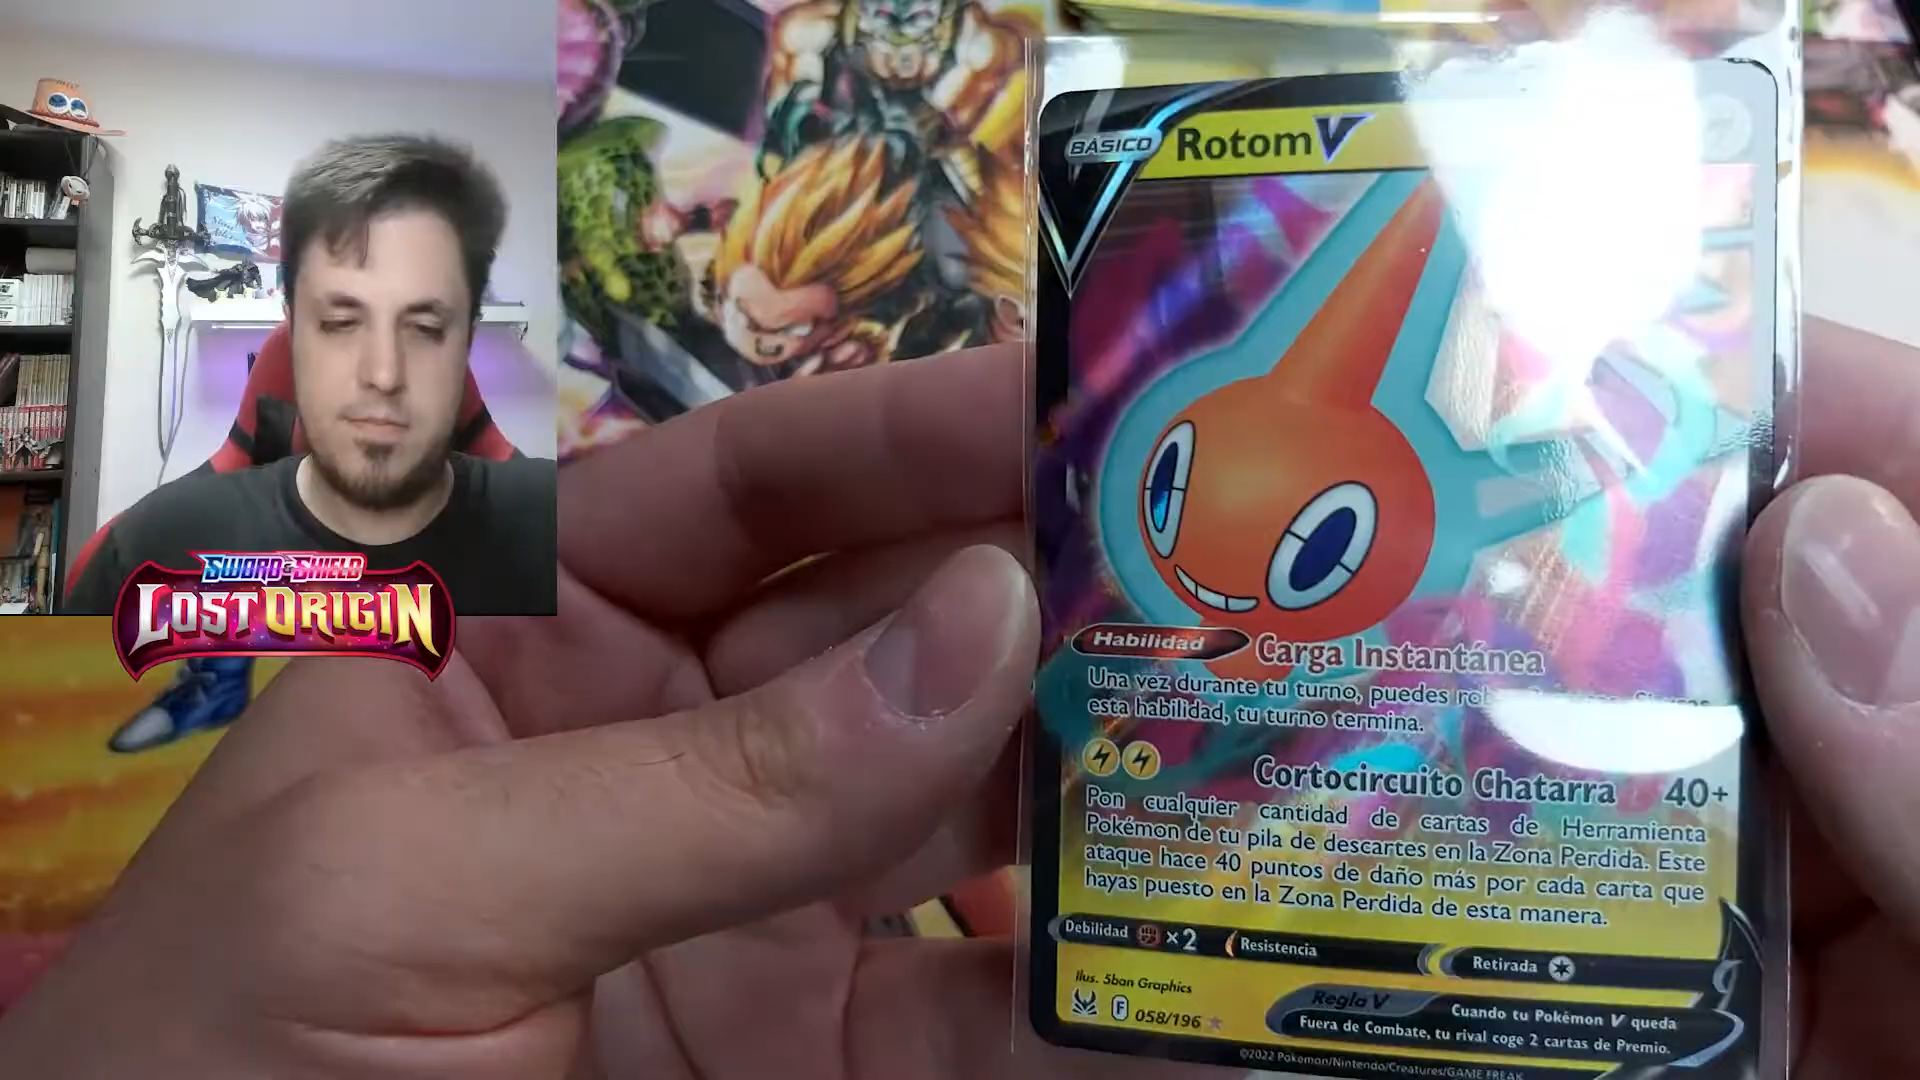 BÁSICO
Rotom V
Habilidad Carga Instantánea
Una vez durante tu turno, puedes
esta habilidad, tu turno termina.
Cortocircuito Chatarra 40+
Pon cualquier cantidad de cartas de Herramienta
Pokémon de tu pila de descartes en la Zona Perdida. Este
ataque hace 40 puntos de daño más por cada carta que
hayas puesto en la Zona Perdida de esta manera.
Debilidad ×2 Resistencia Retirada
Ilus. 5ban Graphics
F 058/196 ★
Regla V Cuando tu Pokémon V queda
Fuera de Combate, tu rival coge 2 cartas de Premio.
©2022 Pokémon/Nintendo/Creatures/GAME FREAK
SWORD & SHIELD
LOST ORIGIN